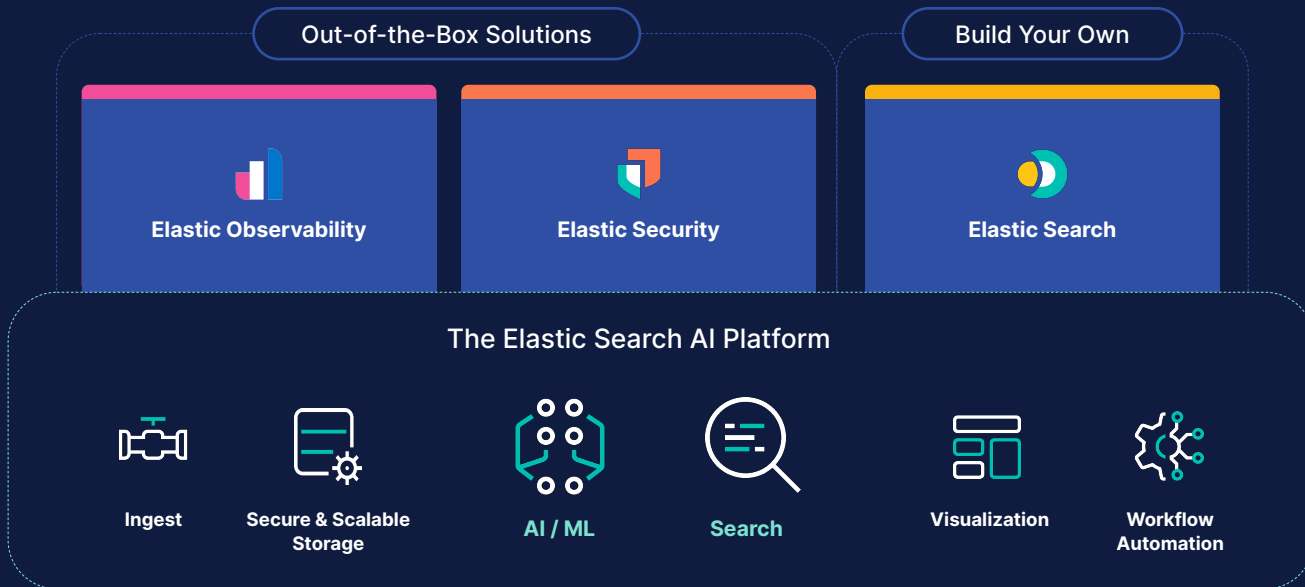 Out-of-the-Box Solutions
Build Your Own
Elastic Observability
Elastic Security
Elastic Search
The Elastic Search AI Platform
Ingest
Secure & Scalable
Storage
AI / ML
Search
Visualization
Workflow
Automation